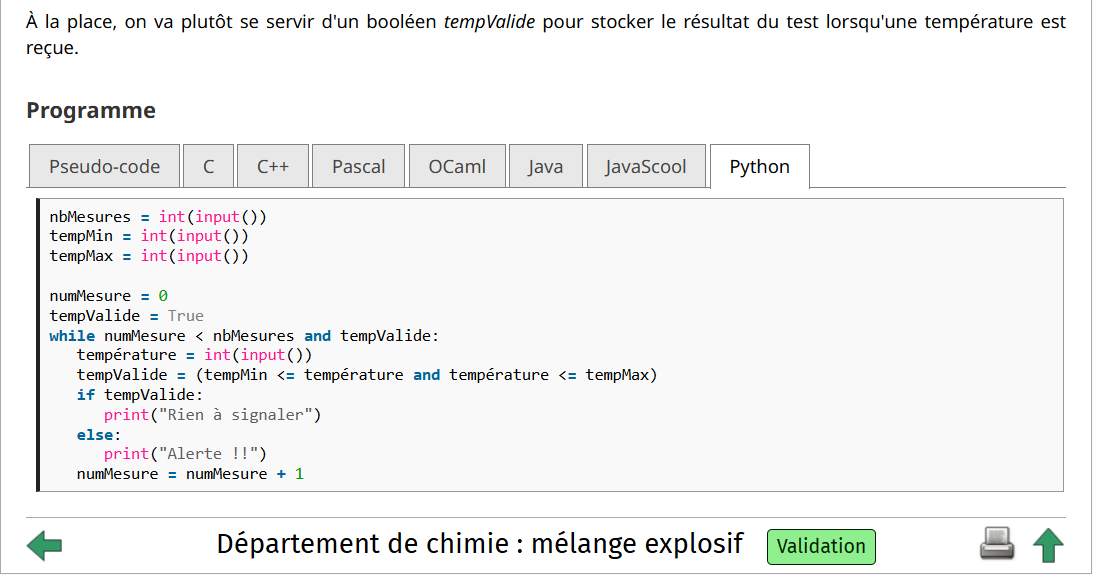 À la place, on va plutôt se servir d'un booléen tempValide pour stocker le résultat du test lorsqu'une température est
reçue.
Programme
Pseudo-code C C++ Pascal OCaml Java JavaScool Python
nbMesures = int(input())
tempMin = int(input())
tempMax = int(input())

numMesure = 0
tempValide = True
while numMesure < nbMesures and tempValide:
   température = int(input())
   tempValide = (tempMin <= température and température <= tempMax)
   if tempValide:
      print("Rien à signaler")
   else:
      print("Alerte !!")
   numMesure = numMesure + 1
Département de chimie : mélange explosif Validation